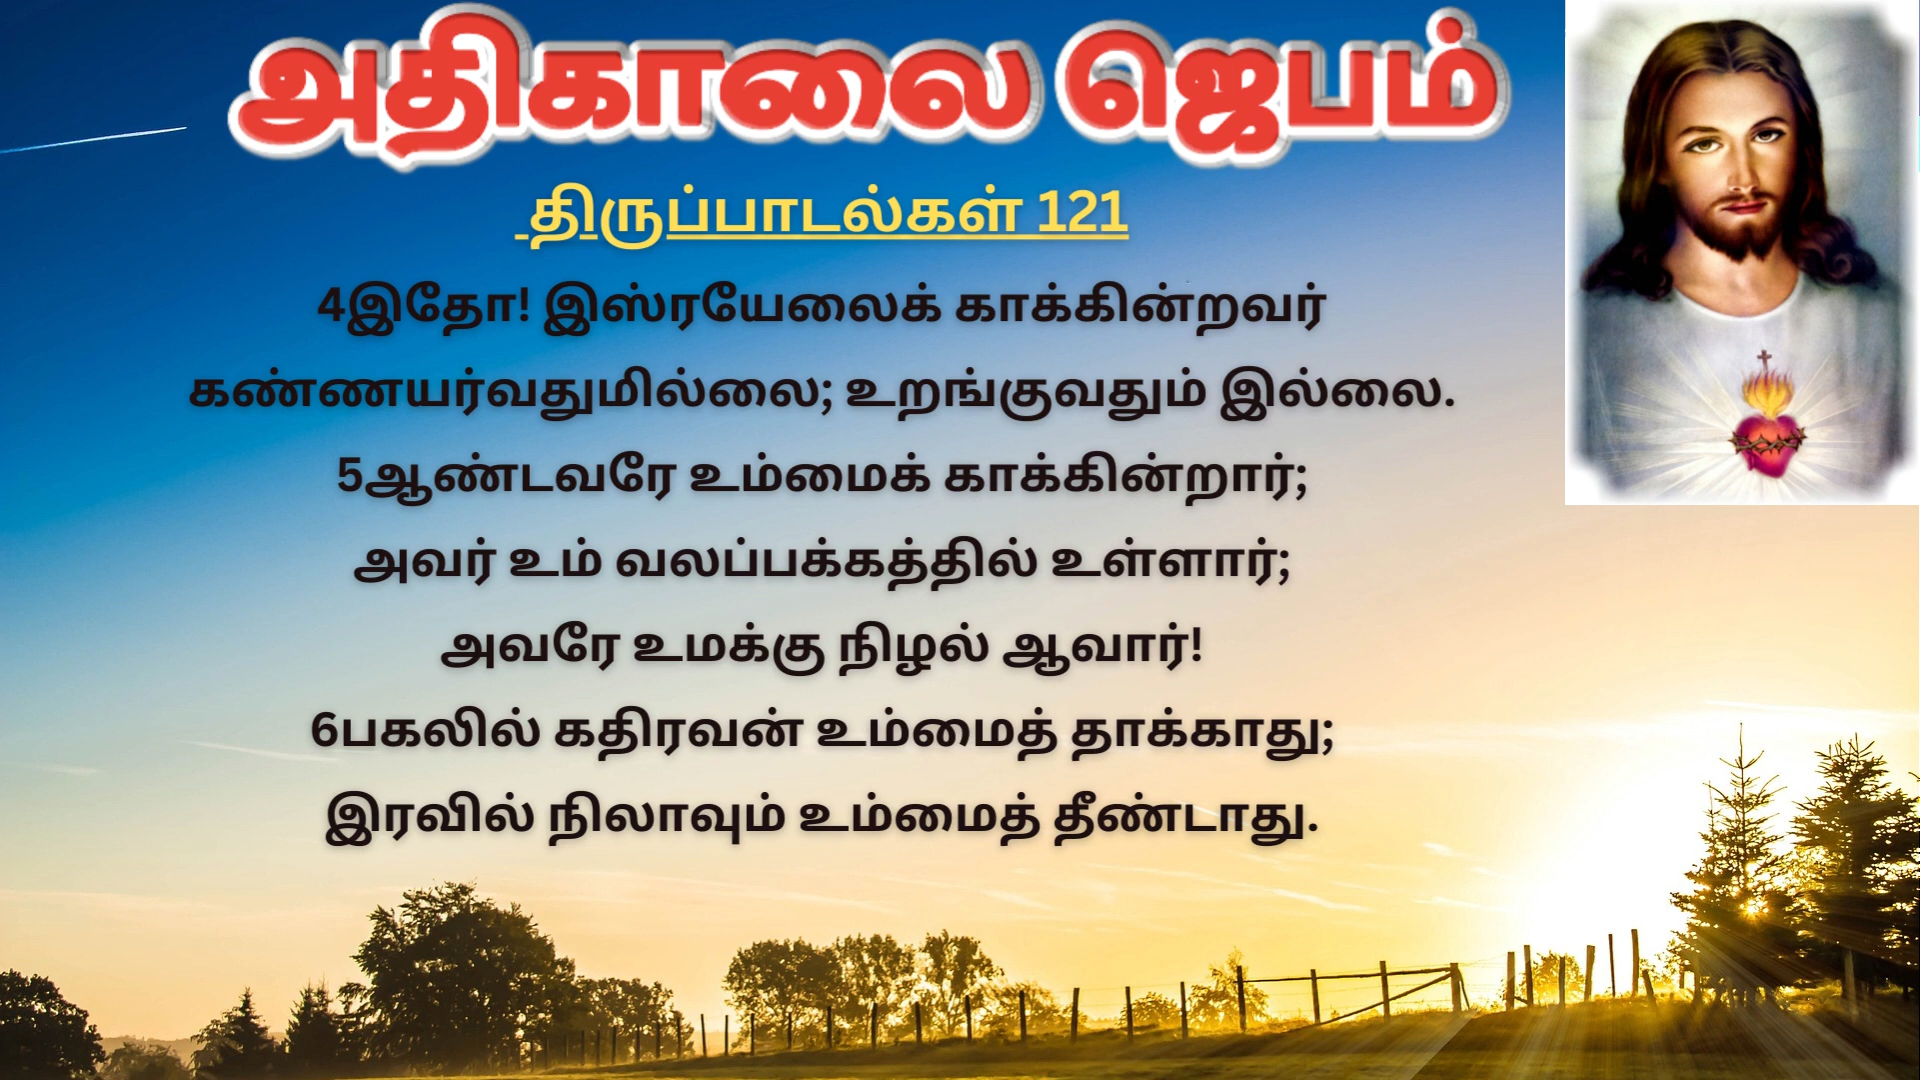 அதிகாலை ஜெபம்
திருப்பாடல்கள் 121
4இதோ! இஸ்ரயேலைக் காக்கின்றவர்
கண்ணயர்வதுமில்லை; உறங்குவதும் இல்லை.
5ஆண்டவரே உம்மைக் காக்கின்றார்;
அவர் உம் வலப்பக்கத்தில் உள்ளார்;
அவரே உமக்கு நிழல் ஆவார்!
6பகலில் கதிரவன் உம்மைத் தாக்காது;
இரவில் நிலாவும் உம்மைத் தீண்டாது.